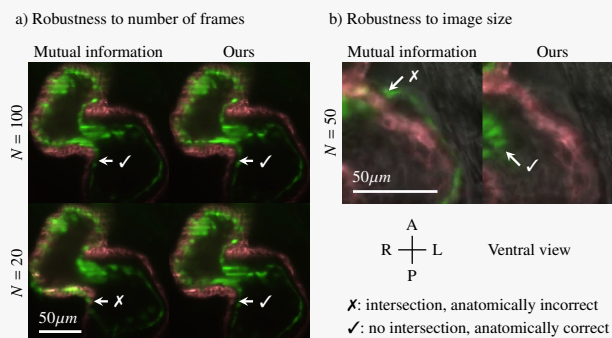 a) Robustness to number of frames
Mutual information Ours
N = 100
✓ ✓
N = 20
✗ ✓
50μm
b) Robustness to image size
Mutual information Ours
N = 50
✗
✓
50μm
A
R L
P
Ventral view
✗: intersection, anatomically incorrect
✓: no intersection, anatomically correct